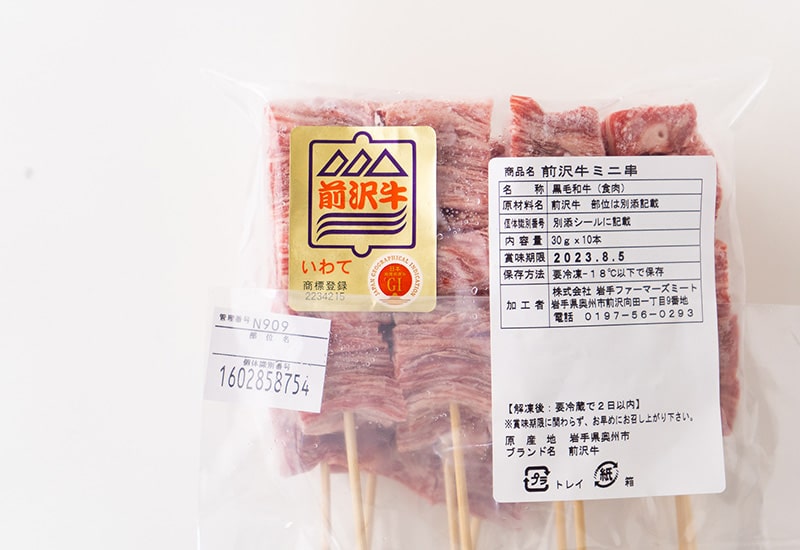 前沢牛
いわて
商標登録
2234215
日本
地理的表示
GI
JAPAN GEOGRAPHICAL INDICATION
管理番号 N909
部位名
個体識別番号
1602858754
商品名 前沢牛ミニ串
名 称 黒毛和牛(食肉)
原材料名 前沢牛 部位は別添記載
個体識別番号 別添シールに記載
内容量 30g×10本
賞味期限 2023.8.5
保存方法 要冷凍-18℃以下で保存
加工者 株式会社 岩手ファーマーズミート
岩手県奥州市前沢向田一丁目9番地
電話 0197-56-0293
【解凍後:要冷蔵で2日以内】
※賞味期限に関わらず、お早めにお召し上がり下さい。
原産地 岩手県奥州市
ブランド名 前沢牛
プラ トレイ 紙 箱